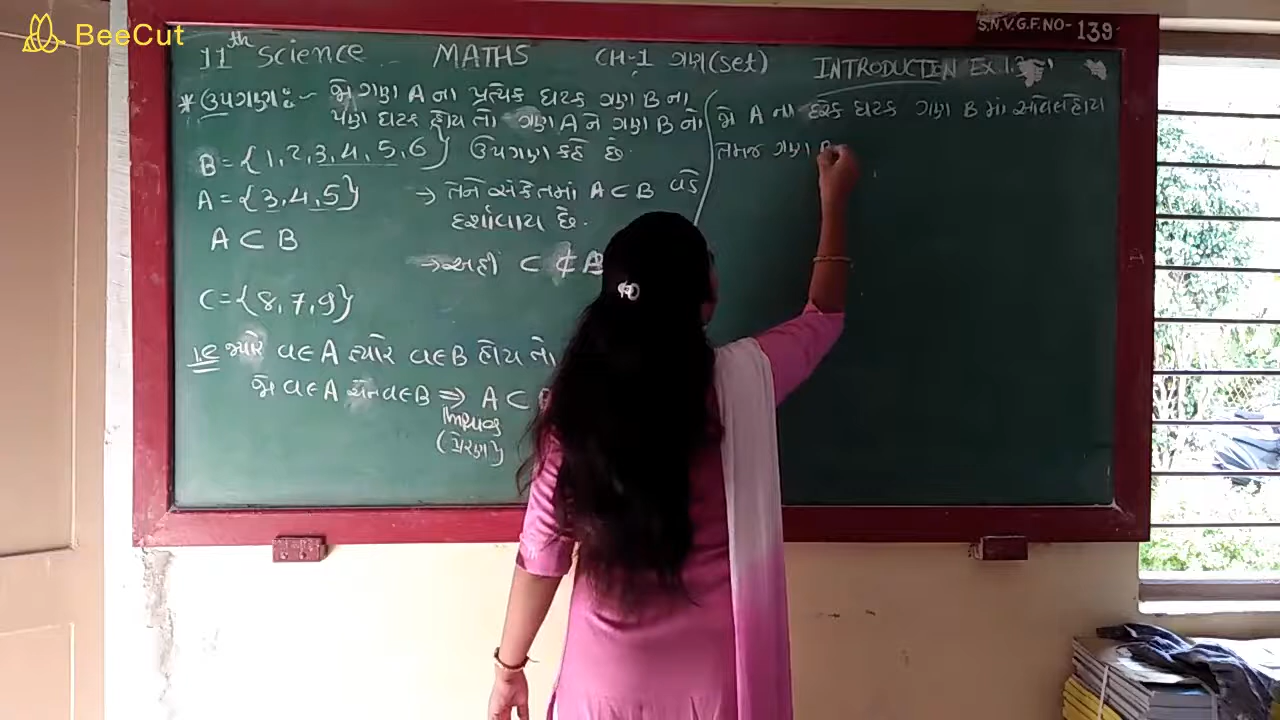 BeeCut
S.N.V.G.F.NO-139
11th Science MATHS CH-1 ગણ(set) INTRODUCTION Ex.1.3
* ઉપગણ :- જો ગણ A ના પ્રત્યેક ઘટક ગણ B ના
પણ ઘટક હોય તો ગણ A ને ગણ B નો
B = {1, 2, 3, 4, 5, 6} ઉપગણ કહે છે.
A = {3, 4, 5}
→ તેને સંકેતમાં A ⊂ B વડે
દર્શાવાય છે.
A ⊂ B
→ અહીં C ⊄ B
C = {8, 7, 9}
i.e જ્યારે a ∈ A ત્યારે a ∈ B હોય તો
જો a ∈ A અને a ∈ B ⇒ A ⊂
Implies
(પ્રેરણ)
જો A ના દરેક ઘટક ગણ B માં આવેલ હોય
તેમજ ગણ B